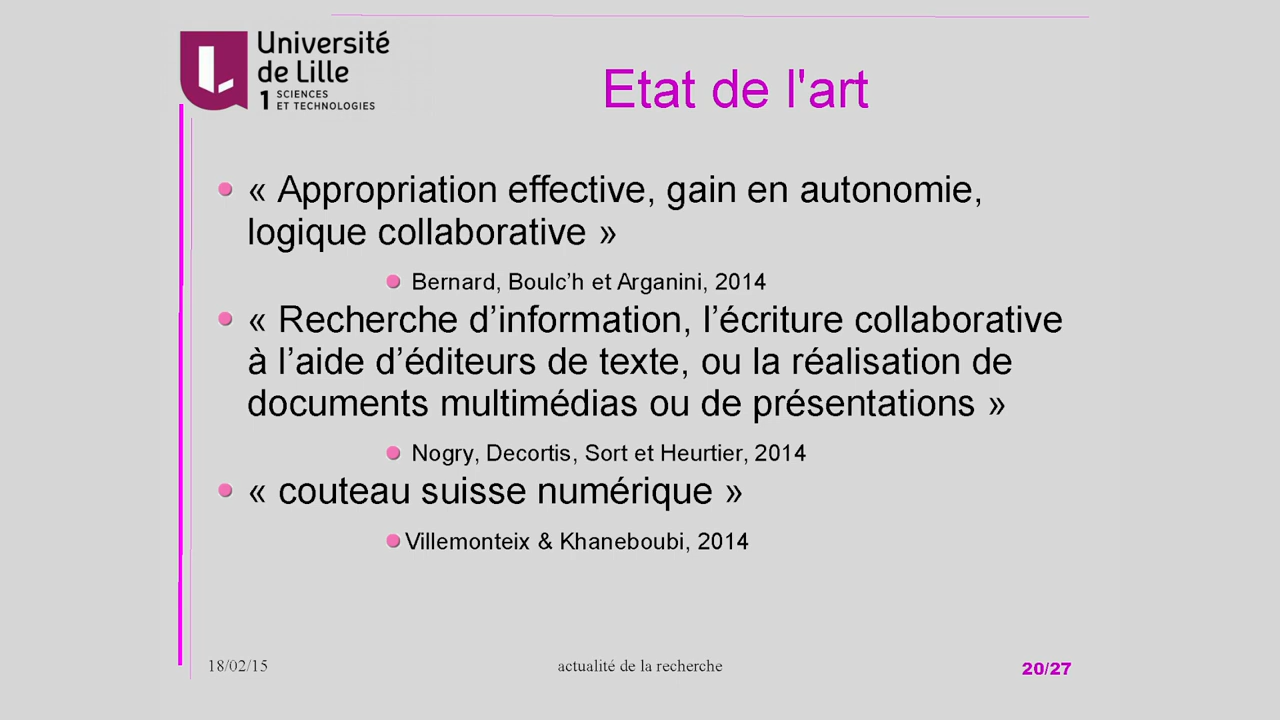 Université
de Lille
1 SCIENCES
ET TECHNOLOGIES
Etat de l'art
« Appropriation effective, gain en autonomie,
logique collaborative »
Bernard, Boulc’h et Arganini, 2014
« Recherche d’information, l’écriture collaborative
à l’aide d’éditeurs de texte, ou la réalisation de
documents multimédias ou de présentations »
Nogry, Decortis, Sort et Heurtier, 2014
« couteau suisse numérique »
Villemonteix & Khaneboubi, 2014
18/02/15
actualité de la recherche
20/27